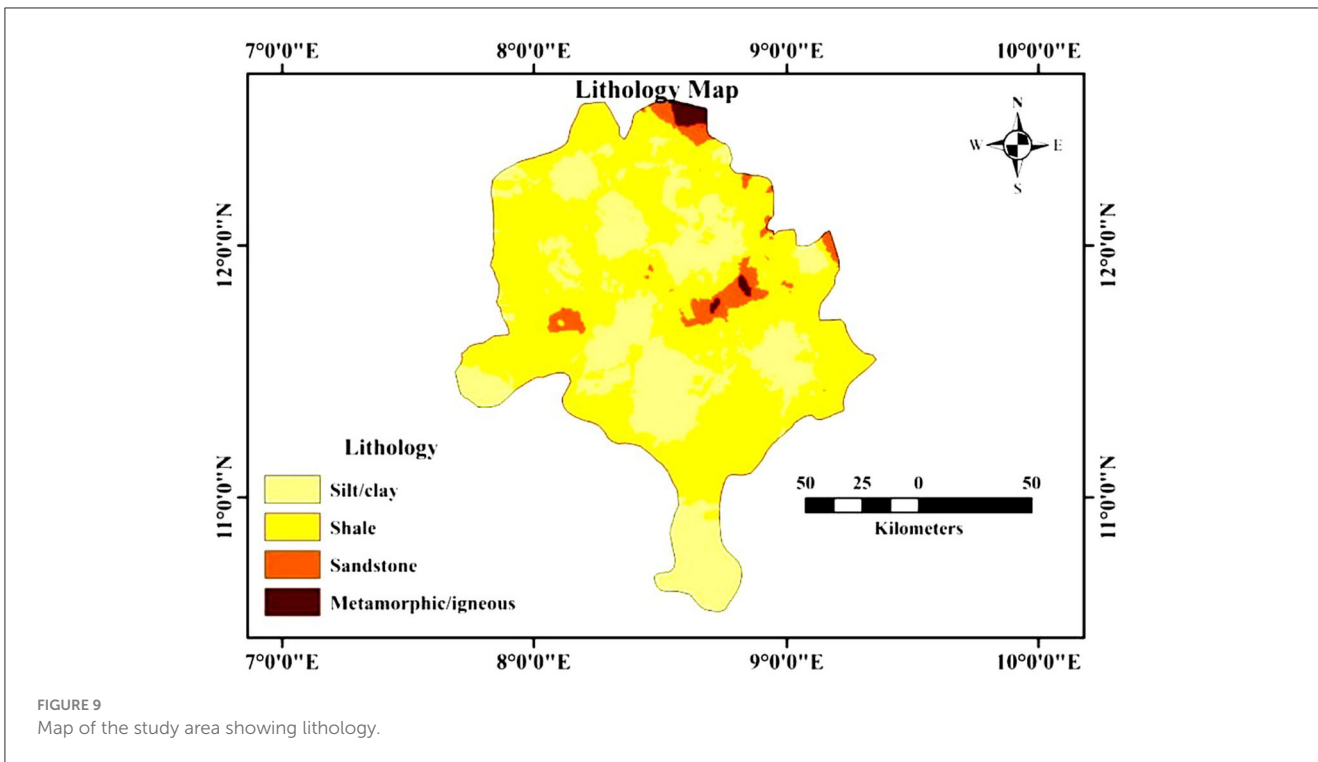 7°0'0"E 8°0'0"E 9°0'0"E 10°0'0"E
Lithology Map
N
W E
S
12°0'0"N 12°0'0"N
11°0'0"N 11°0'0"N
Lithology
Silt/clay
Shale
Sandstone
Metamorphic/igneous
50 25 0 50
Kilometers
7°0'0"E 8°0'0"E 9°0'0"E 10°0'0"E
FIGURE 9
Map of the study area showing lithology.